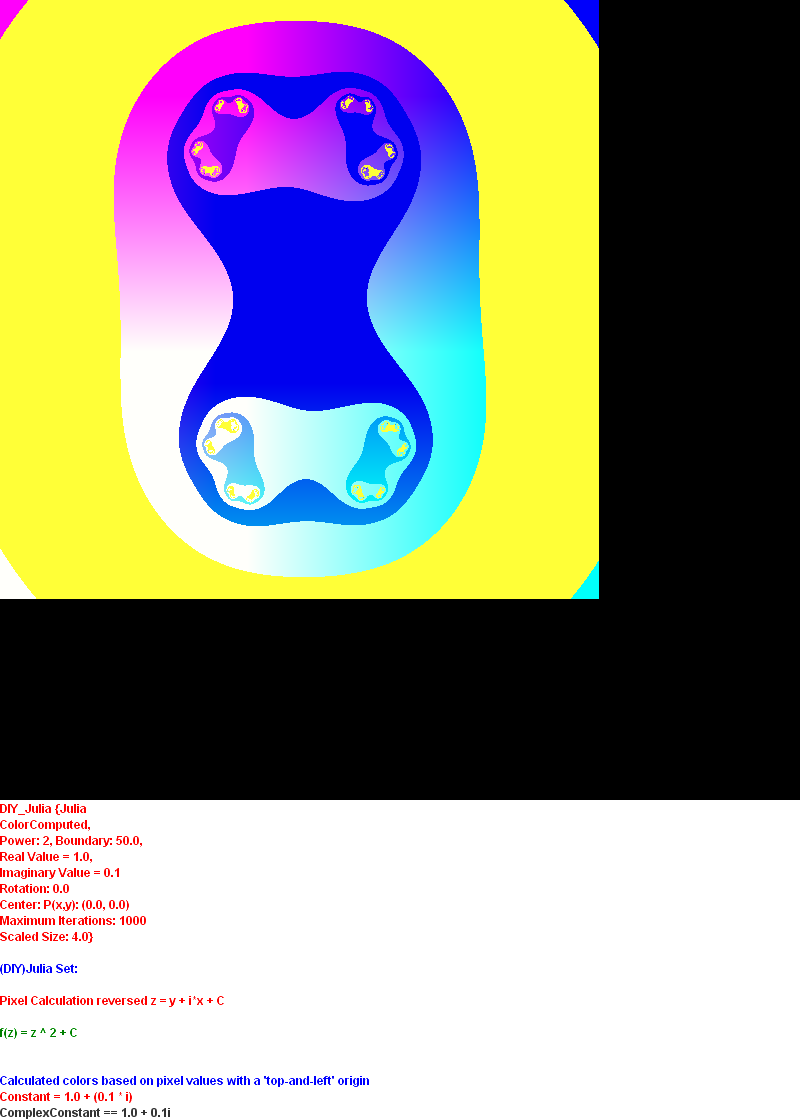 DIY_Julia {Julia
ColorComputed,
Power: 2, Boundary: 50.0,
Real Value = 1.0,
Imaginary Value = 0.1
Rotation: 0.0
Center: P(x,y): (0.0, 0.0)
Maximum Iterations: 1000
Scaled Size: 4.0}
(DIY)Julia Set:
Pixel Calculation reversed z = y + i*x + C
f(z) = z ^ 2 + C
Calculated colors based on pixel values with a 'top-and-left' origin
Constant = 1.0 + (0.1 * i)
ComplexConstant == 1.0 + 0.1i